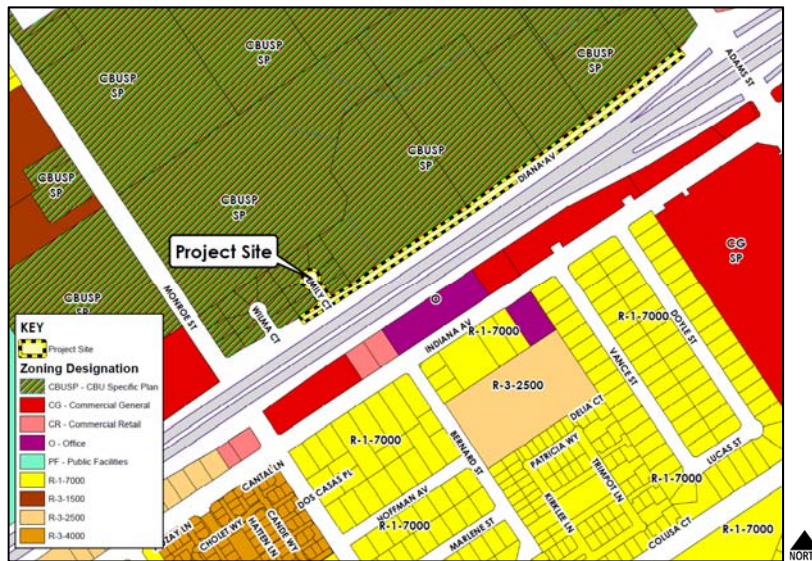 CBUSP
SP
CBUSP
SP
CBUSP
SP
ADAMS ST
CBUSP
SP
CBUSP
SP
DIANA AV
CBUSP
SP
CG
SP
Project Site
EMILY CT
CBUSP
SP
MONROE ST
WILMA CT
O
INDIANA AV
R-1-7000
R-1-7000
DOYLE ST
VANCE ST
R-3-2500
DELIA CT
R-1-7000
BERNARD ST
PATRICIA WY
TRIMPOT LN
LUCAS ST
R-1-7000
CANTAL LN
DOS CASAS PL
HOFFMAN AV
KIRKLEE LN
CHOLET WY
HASTEN LN
CANDE WY
R-1-7000
MARLENE ST
COLUSA CT
R-1-7000
KEY
Project Site
Zoning Designation
CBUSP - CBU Specific Plan
CG - Commercial General
CR - Commercial Retail
O - Office
PF - Public Facilities
R-1-7000
R-3-1500
R-3-2500
R-3-4000
NORTH